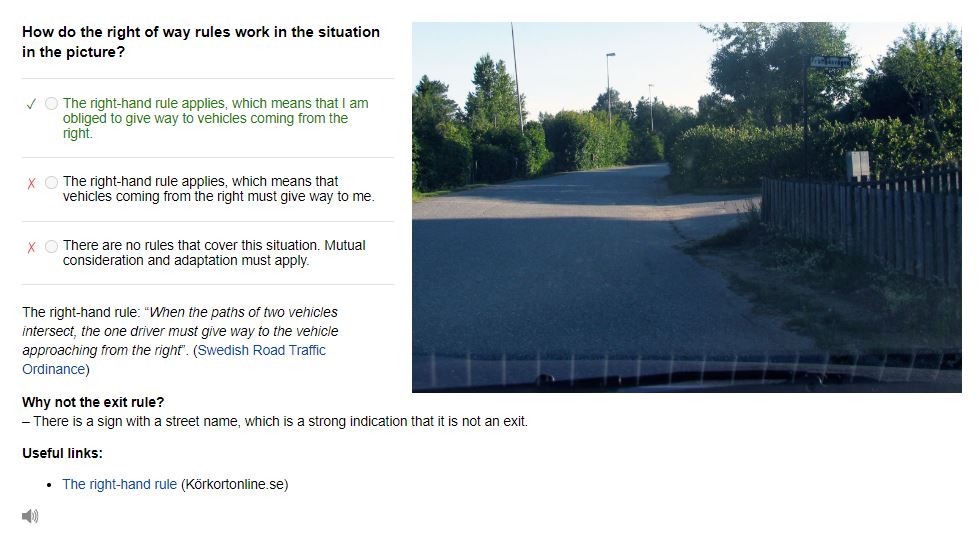 How do the right of way rules work in the situation
in the picture?
✓ The right-hand rule applies, which means that I am
obliged to give way to vehicles coming from the
right.
✗ The right-hand rule applies, which means that
vehicles coming from the right must give way to me.
✗ There are no rules that cover this situation. Mutual
consideration and adaptation must apply.
The right-hand rule: “When the paths of two vehicles
intersect, the one driver must give way to the vehicle
approaching from the right”. (Swedish Road Traffic
Ordinance)
Why not the exit rule?
– There is a sign with a street name, which is a strong indication that it is not an exit.
Useful links:
• The right-hand rule (Körkortonline.se)